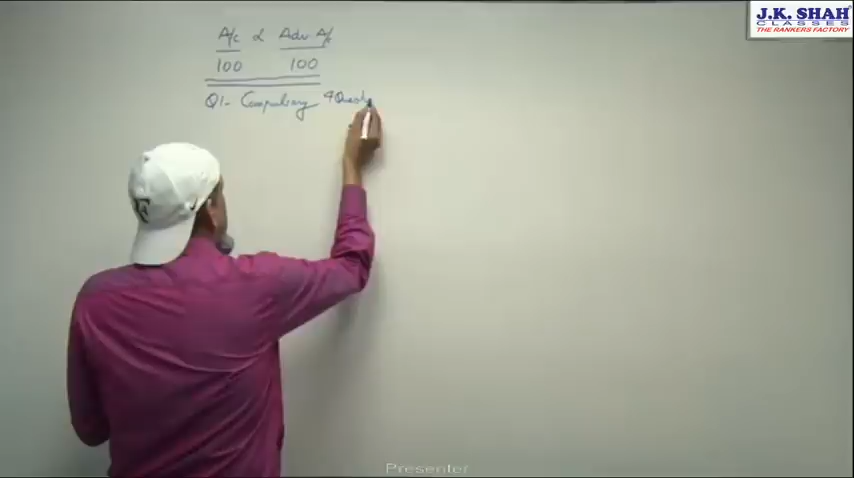 J.K. SHAH
CLASSES
THE RANKERS FACTORY
A/c & Adv A/c
100 100
Q1- Compulsory 4 Quest
Presenter